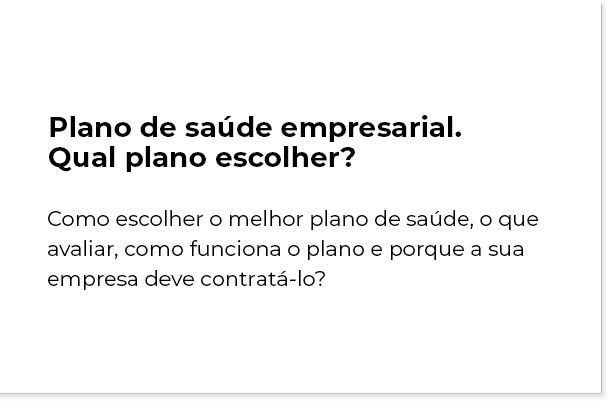 Plano de saúde empresarial.
Qual plano escolher?
Como escolher o melhor plano de saúde, o que
avaliar, como funciona o plano e porque a sua
empresa deve contratá-lo?